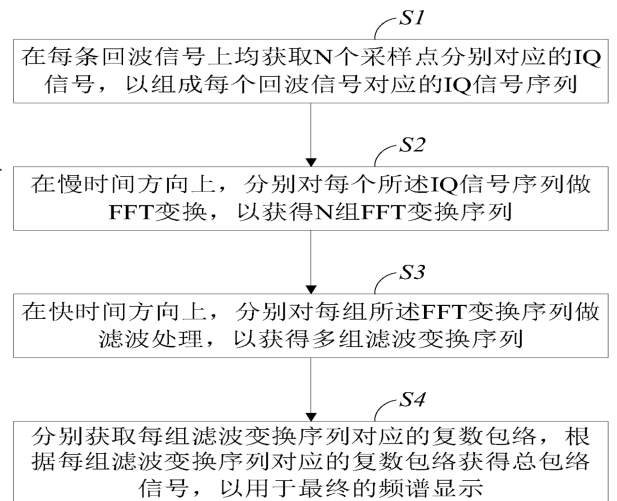 S1
在每条回波信号上均获取N个采样点分别对应的IQ
信号，以组成每个回波信号对应的IQ信号序列
S2
在慢时间方向上，分别对每个所述IQ信号序列做
FFT变换，以获得N组FFT变换序列
S3
在快时间方向上，分别对每组所述FFT变换序列做
滤波处理，以获得多组滤波变换序列
S4
分别获取每组滤波变换序列对应的复数包络，根
据每组滤波变换序列对应的复数包络获得总包络
信号，以用于最终的频谱显示